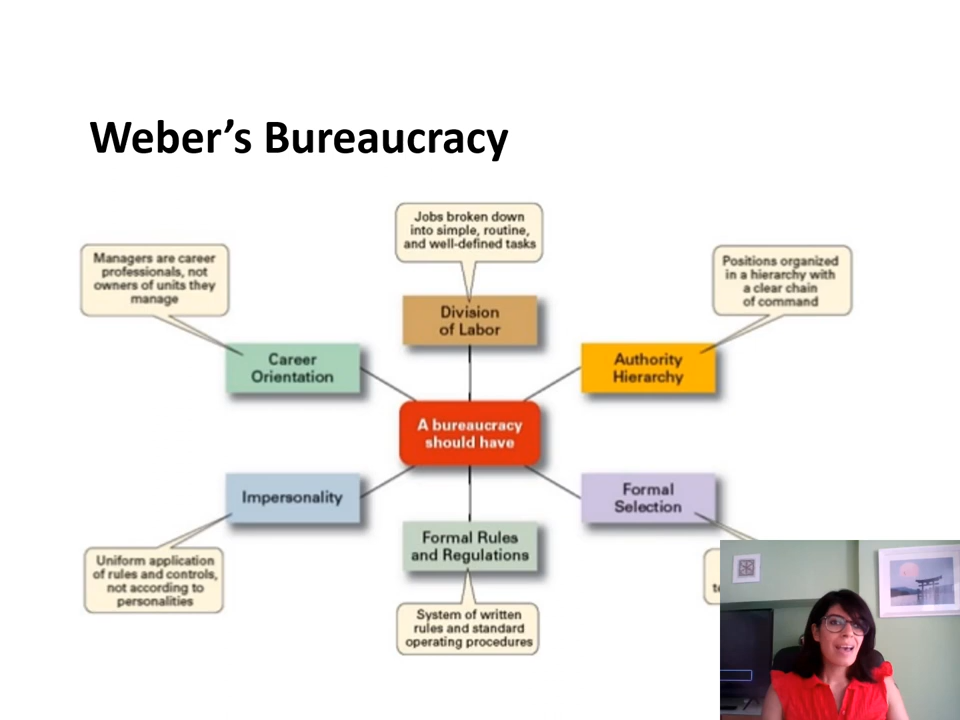 Weber’s Bureaucracy
Jobs broken down
into simple, routine,
and well-defined tasks
Managers are career
professionals, not
owners of units they
manage
Positions organized
in a hierarchy with
a clear chain
of command
Division
of Labor
Career
Orientation
Authority
Hierarchy
A bureaucracy
should have
Impersonality
Formal
Selection
Formal Rules
and Regulations
Uniform application
of rules and controls,
not according to
personalities
System of written
rules and standard
operating procedures